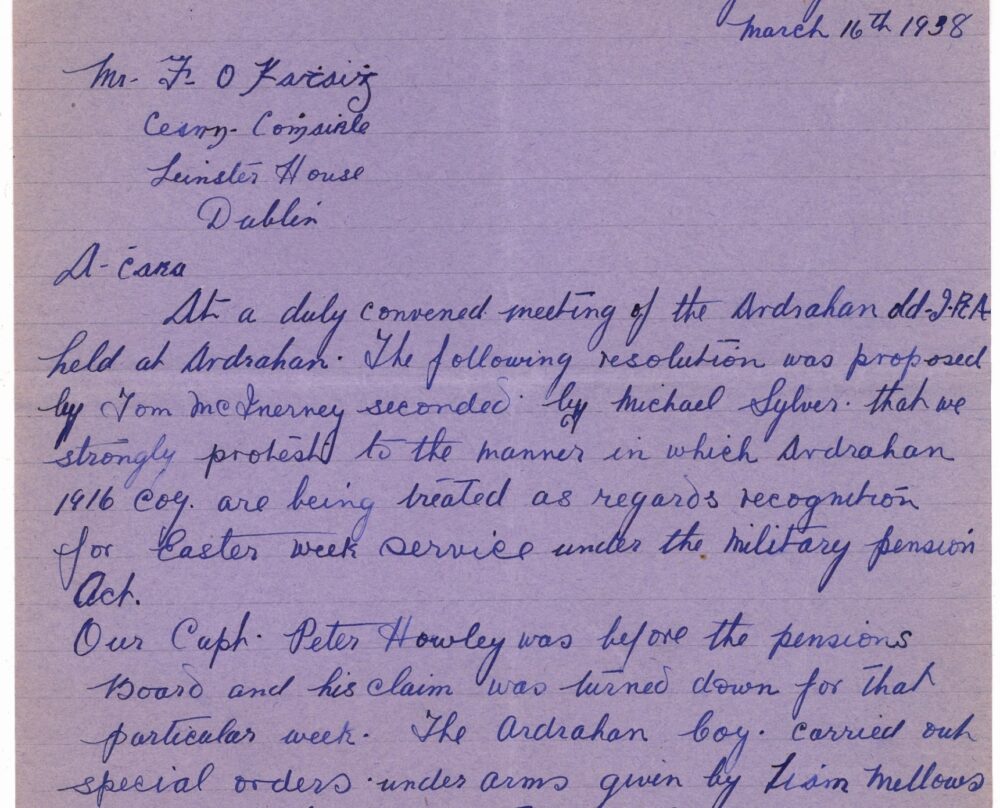 March 16th 1938
Mr. F- O
Ceann- Coṁairle
Leinster House
Dublin
A- Ċara
At a duly convened meeting of the Ardrahan old-I-R-A
held at Ardrahan. The following resolution was proposed
by Tom McInerney seconded by Michael Sylver. that we
strongly protest to the manner in which Ardrahan
1916 Coy. are being treated as regards recognition
for Easter week service under the Military pension
Act.
Our Capt. Peter Howley was before the pensions
Board and his claim was turned down for that
particular week. The Ardrahan Coy. carried out
special orders under arms given by Liam Mellows